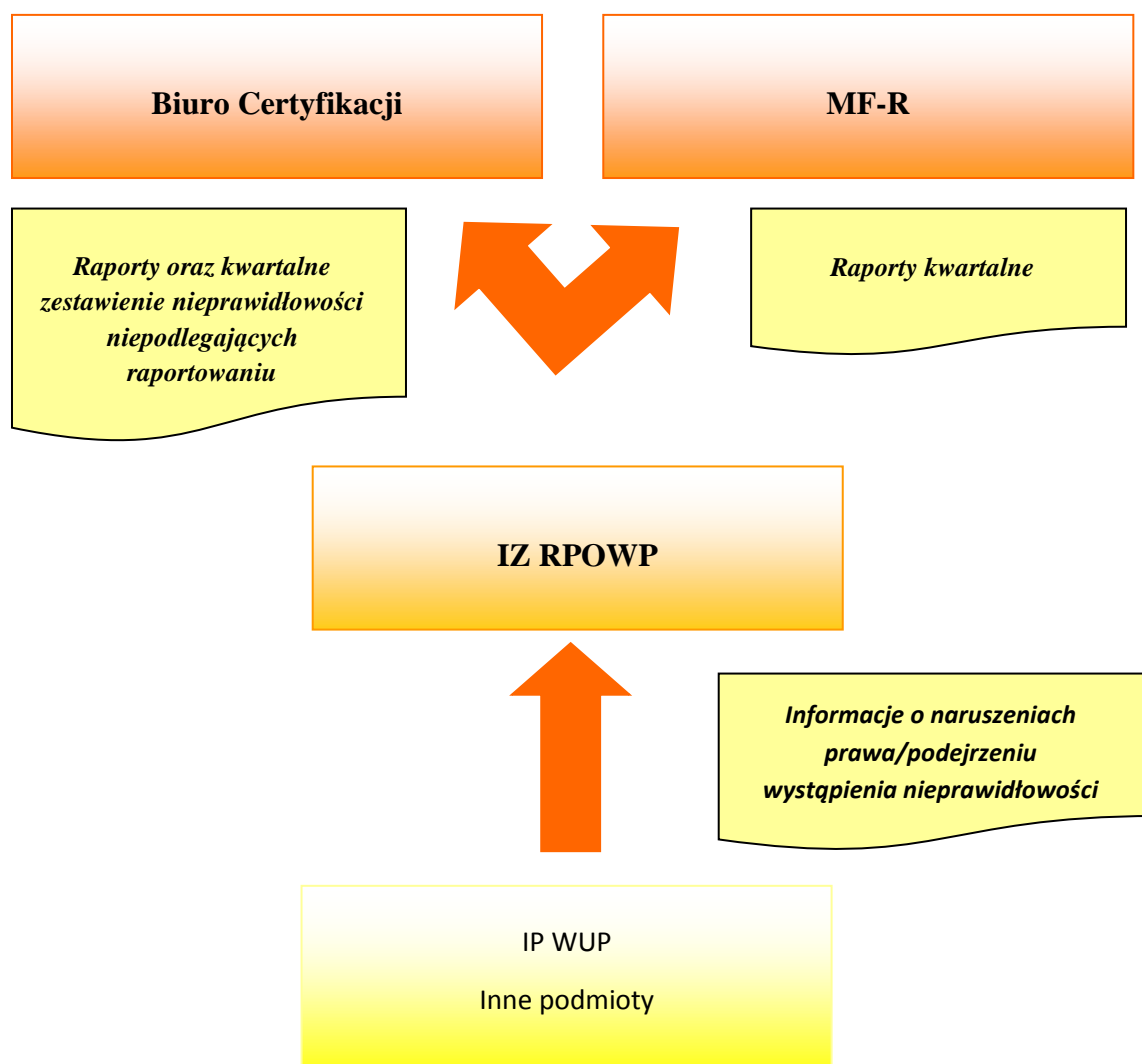 Biuro Certyfikacji
MF-R
Raporty oraz kwartalne
zestawienie nieprawidłowości
niepodlegających
raportowaniu
Raporty kwartalne
IZ RPOWP
Informacje o naruszeniach
prawa/podejrzeniu
wystąpienia nieprawidłowości
IP WUP
Inne podmioty